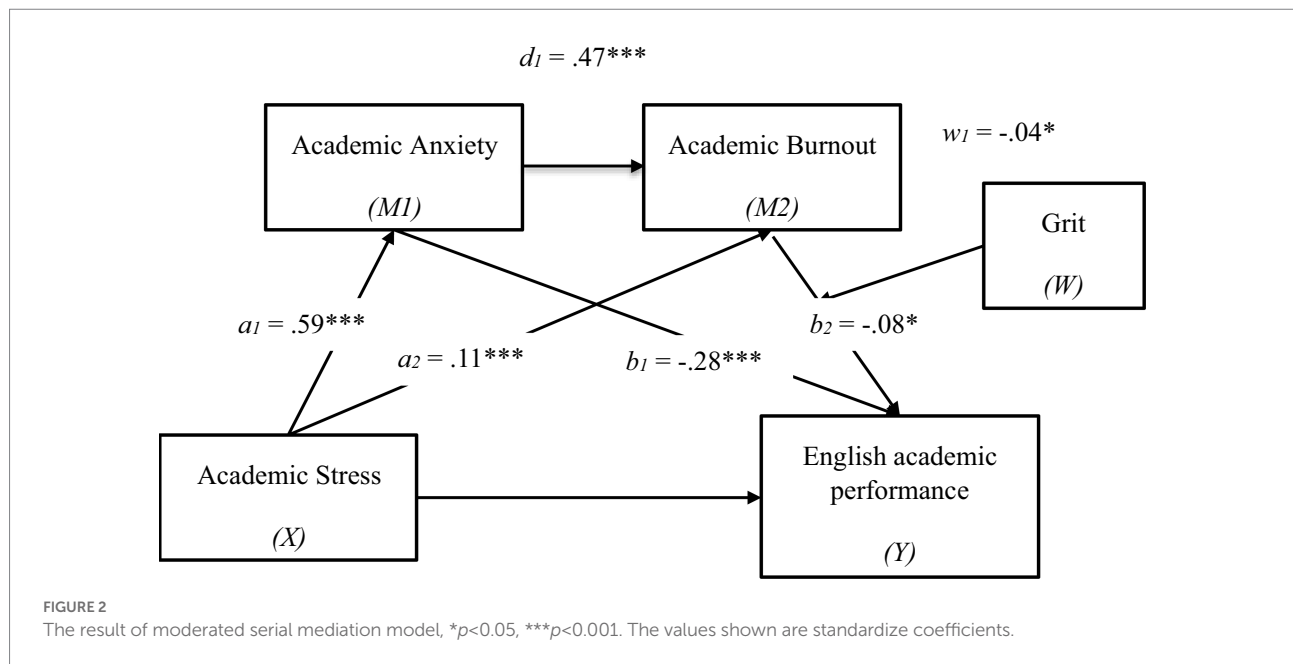 d1 = .47***
Academic Anxiety
(M1)
Academic Burnout
(M2)
w1 = -.04*
Grit
(W)
a1 = .59***
a2 = .11***
b1 = -.28***
b2 = -.08*
Academic Stress
(X)
English academic
performance
(Y)
FIGURE 2
The result of moderated serial mediation model, *p<0.05, ***p<0.001. The values shown are standardize coefficients.